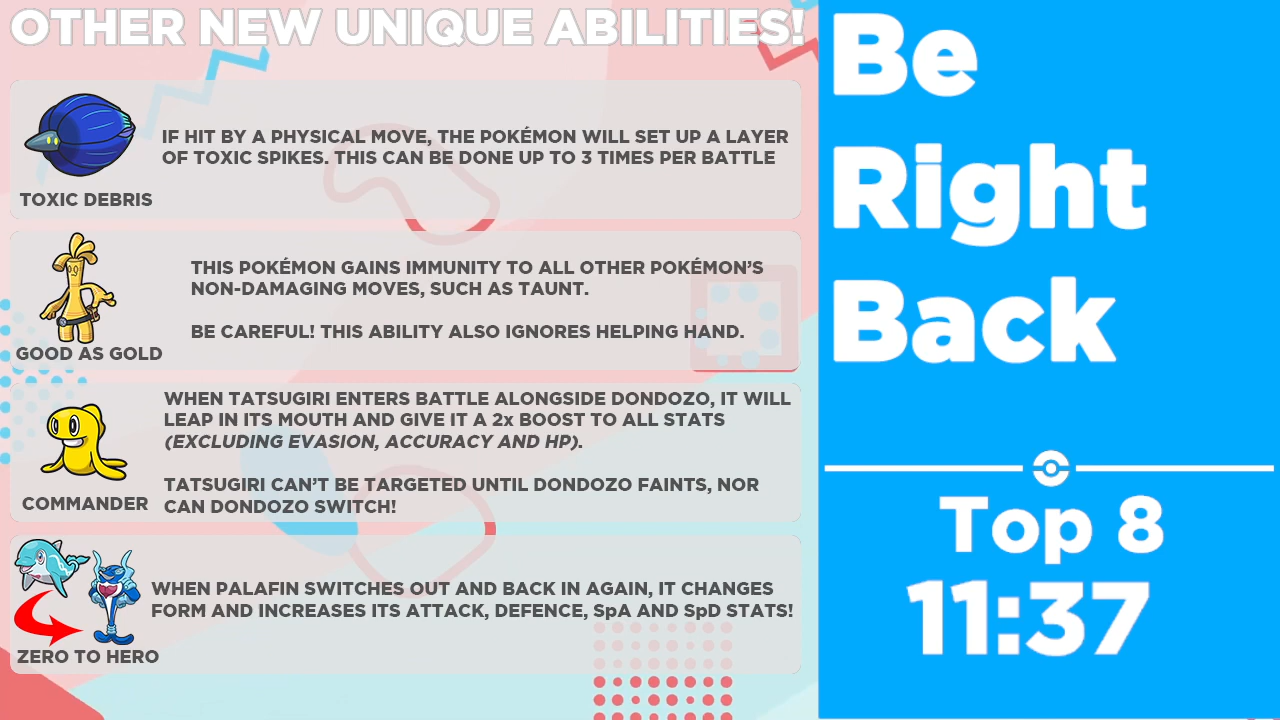 OTHER NEW UNIQUE ABILITIES!
IF HIT BY A PHYSICAL MOVE, THE POKÉMON WILL SET UP A LAYER
OF TOXIC SPIKES. THIS CAN BE DONE UP TO 3 TIMES PER BATTLE
TOXIC DEBRIS
THIS POKÉMON GAINS IMMUNITY TO ALL OTHER POKÉMON’S
NON-DAMAGING MOVES, SUCH AS TAUNT.
BE CAREFUL! THIS ABILITY ALSO IGNORES HELPING HAND.
GOOD AS GOLD
WHEN TATSUGIRI ENTERS BATTLE ALONGSIDE DONDOZO, IT WILL
LEAP IN ITS MOUTH AND GIVE IT A 2x BOOST TO ALL STATS
(EXCLUDING EVASION, ACCURACY AND HP).
TATSUGIRI CAN’T BE TARGETED UNTIL DONDOZO FAINTS, NOR
CAN DONDOZO SWITCH!
COMMANDER
WHEN PALAFIN SWITCHES OUT AND BACK IN AGAIN, IT CHANGES
FORM AND INCREASES ITS ATTACK, DEFENCE, SpA AND SpD STATS!
ZERO TO HERO
Be
Right
Back
Top 8
11:37